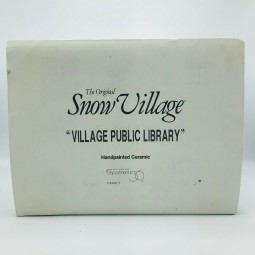 The Original
Snow Village
"VILLAGE PUBLIC LIBRARY"
Handpainted Ceramic